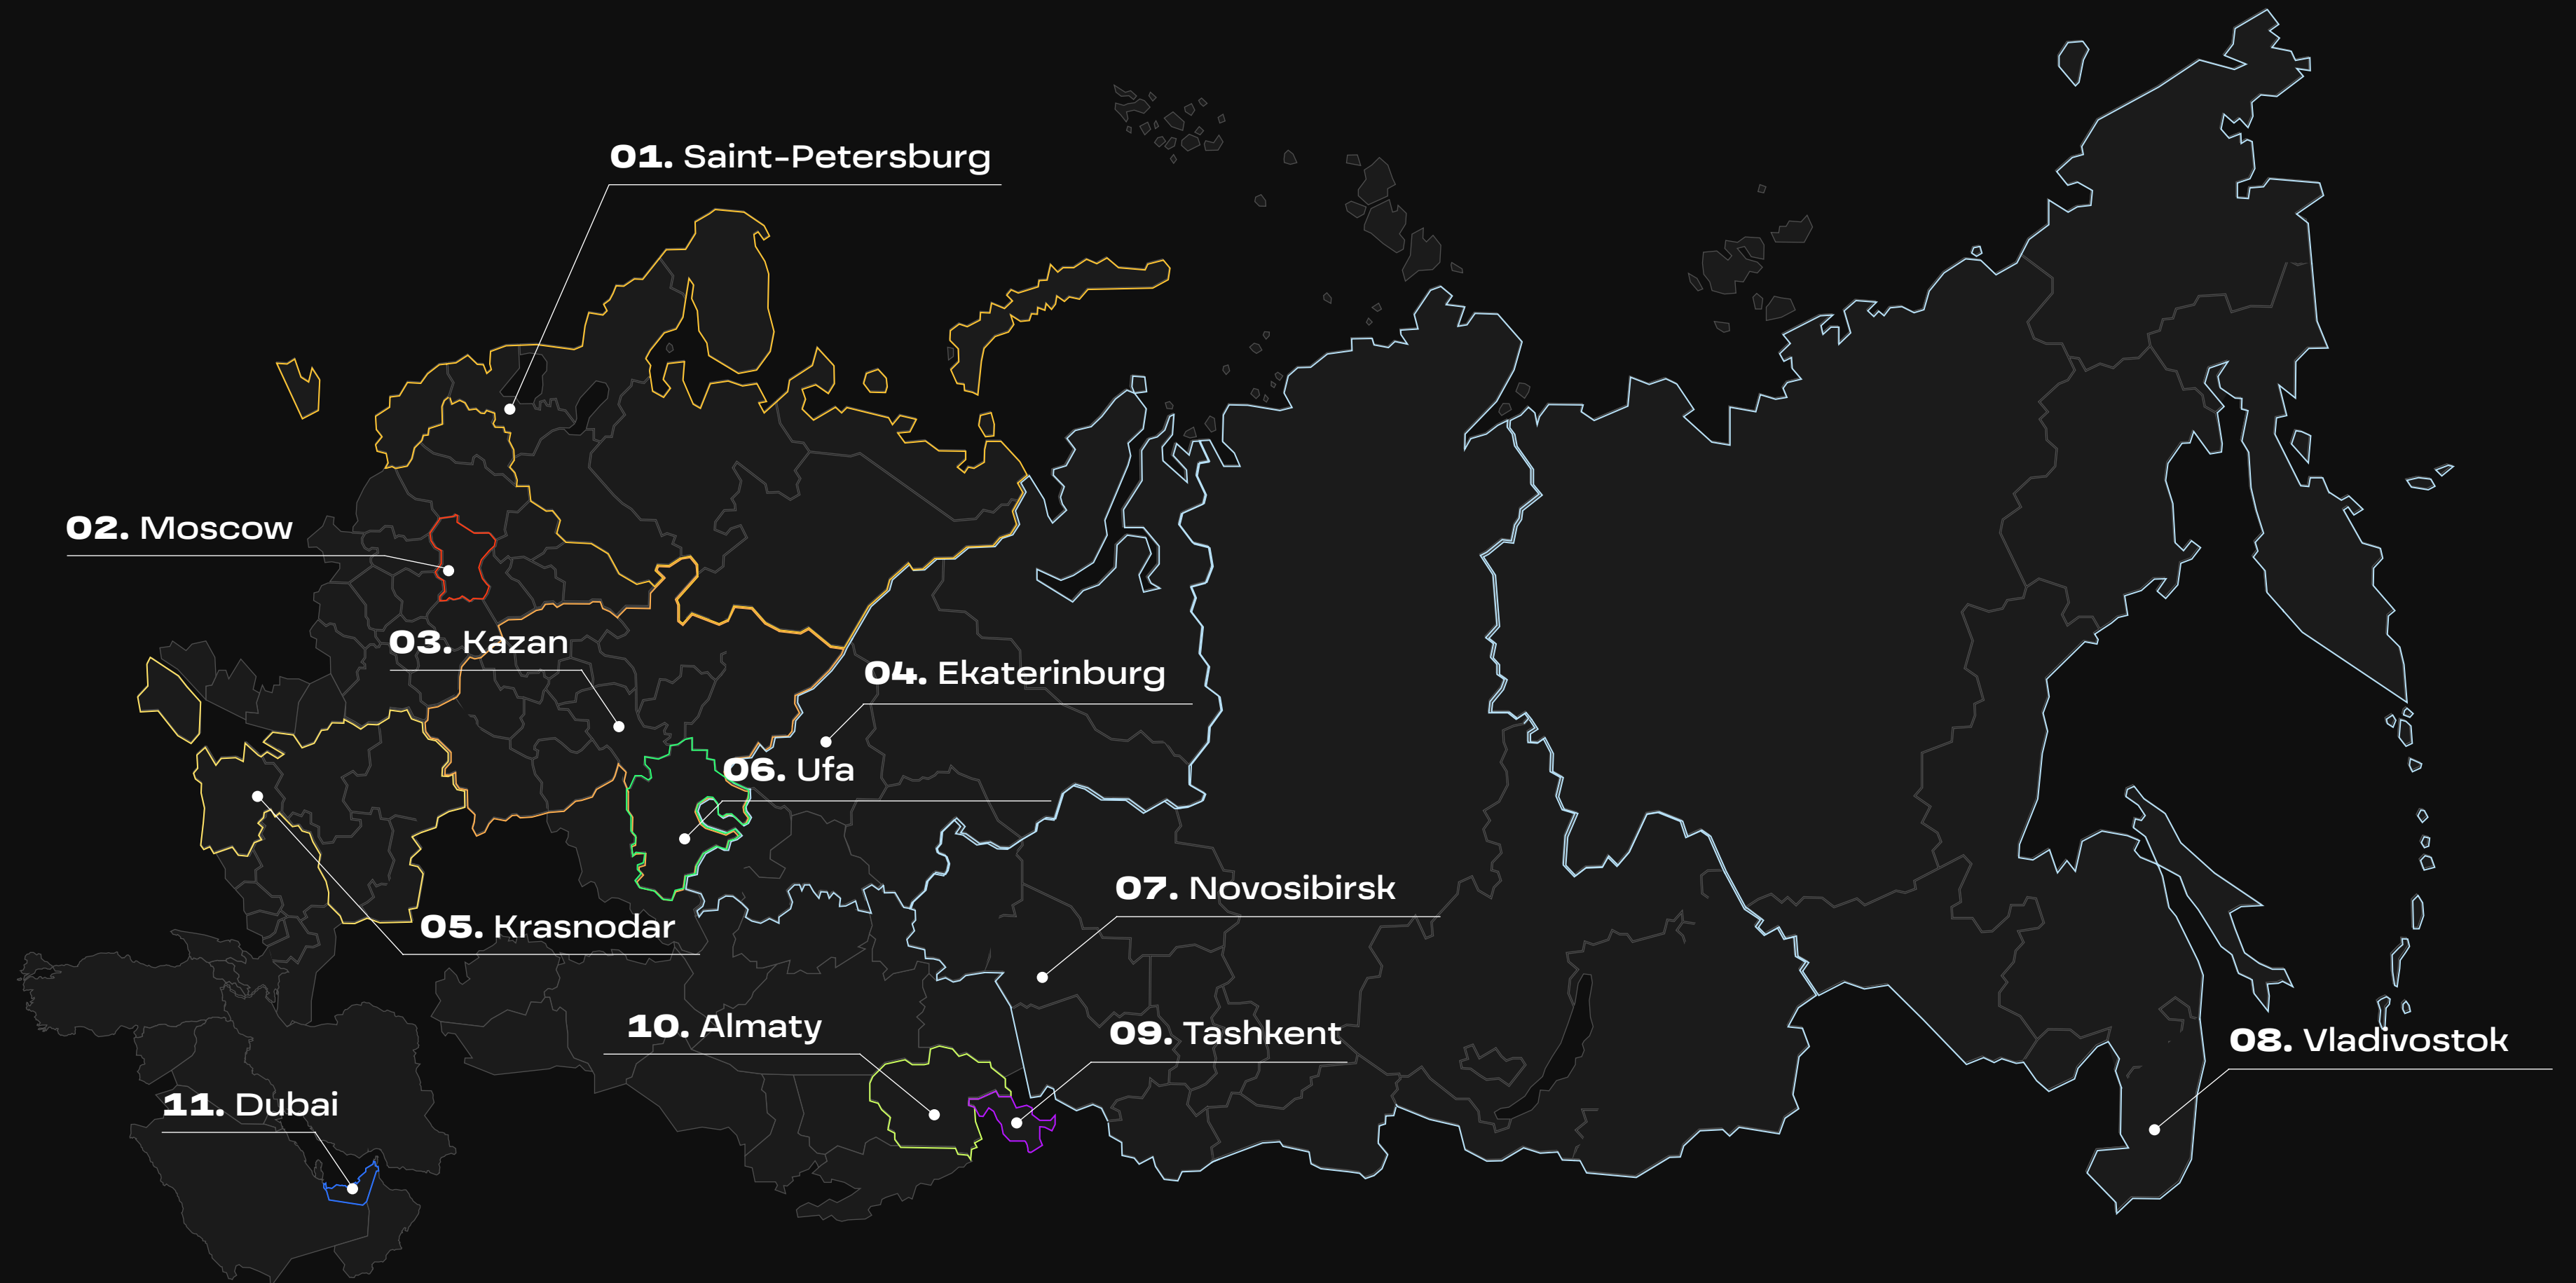 01. Saint-Petersburg
02. Moscow
03. Kazan
04. Ekaterinburg
05. Krasnodar
06. Ufa
07. Novosibirsk
08. Vladivostok
09. Tashkent
10. Almaty
11. Dubai